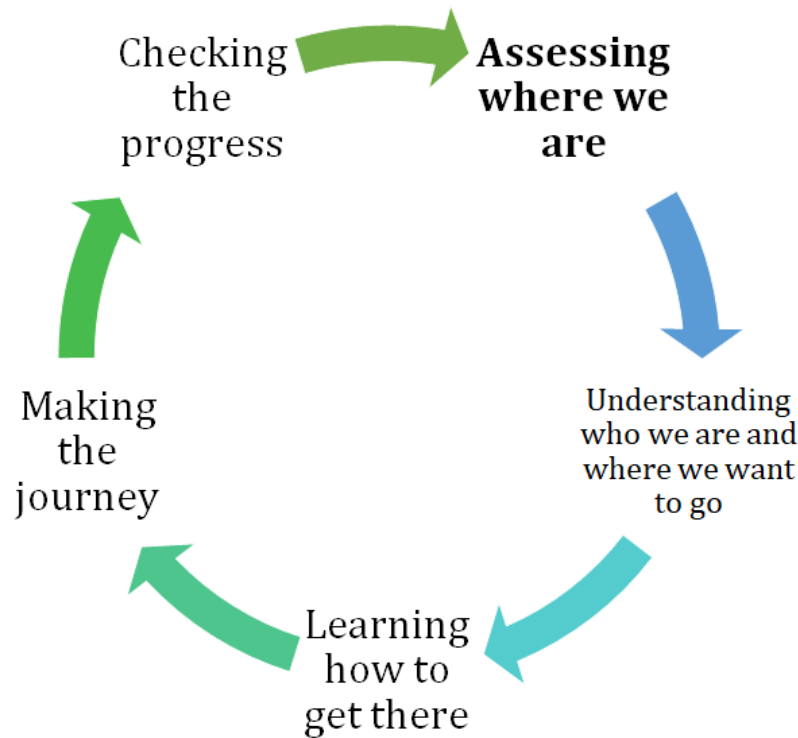 Assessing
where we
are
Understanding
who we are and
where we want
to go
Learning
how to
get there
Making
the
journey
Checking
the
progress